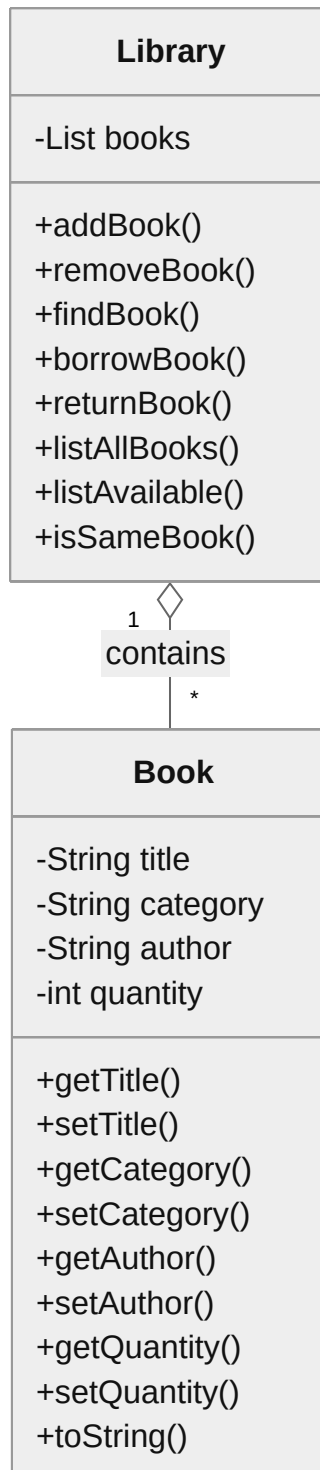 Library
-List books
+addBook()
+removeBook()
+findBook()
+borrowBook()
+returnBook()
+listAllBooks()
+listAvailable()
+isSameBook()
1
contains
*
Book
-String title
-String category
-String author
-int quantity
+getTitle()
+setTitle()
+getCategory()
+setCategory()
+getAuthor()
+setAuthor()
+getQuantity()
+setQuantity()
+toString()